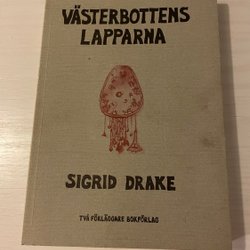 VÄSTERBOTTENS
LAPPARNA
SIGRID DRAKE
TVÅ FÖRLÄGGARE BOKFÖRLAG